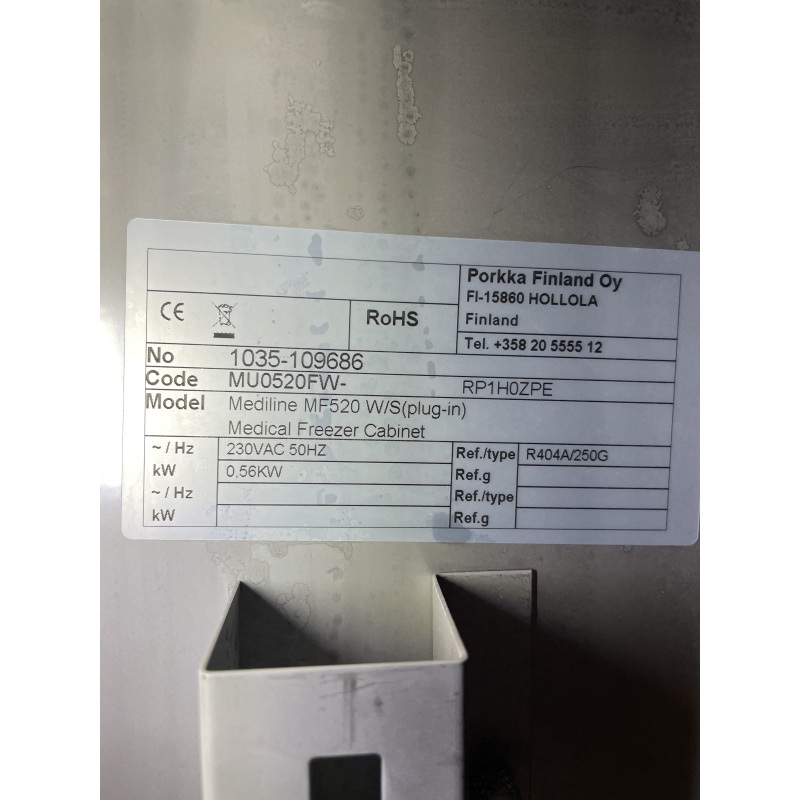 Porkka Finland Oy
FI-15860 HOLLOLA
Finland
Tel. +358 20 5555 12
CE
RoHS
No 1035-109686
Code MU0520FW- RP1H0ZPE
Model Mediline MF520 W/S(plug-in)
Medical Freezer Cabinet
~ / Hz 230VAC 50HZ Ref./type R404A/250G
kW 0,56KW Ref.g
~ / Hz Ref./type
kW Ref.g